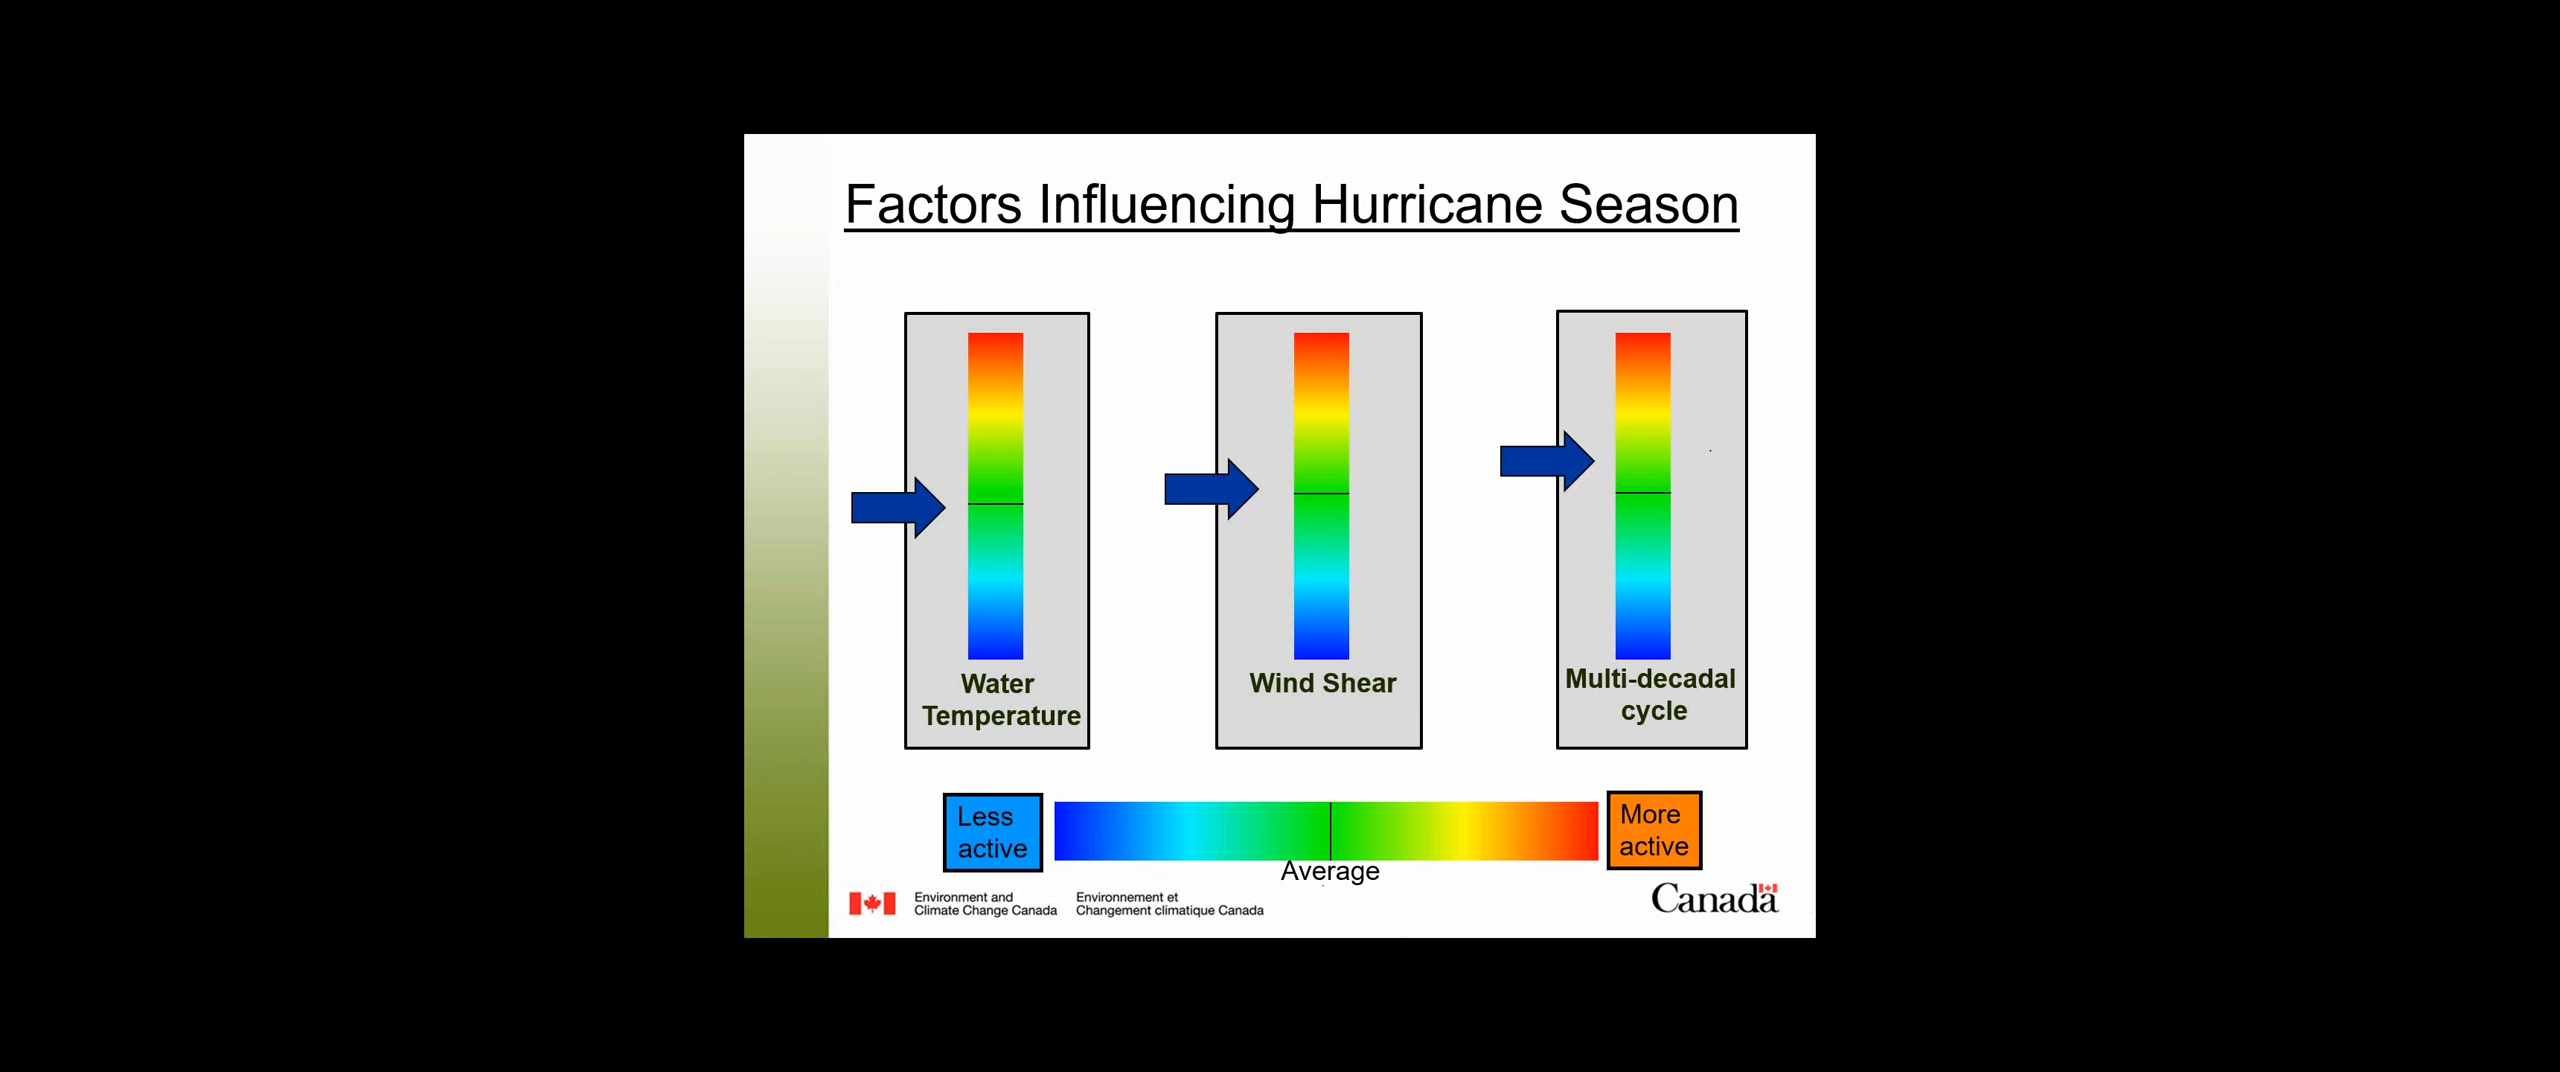 Factors Influencing Hurricane Season
Water
Temperature
Wind Shear
Multi-decadal
cycle
Less
active
Average
More
active
Environment and
Climate Change Canada
Environnement et
Changement climatique Canada
Canada